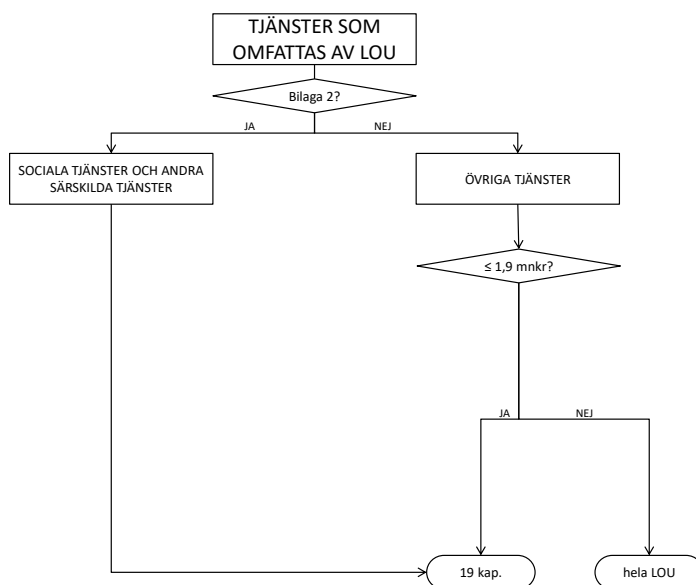 TJÄNSTER SOM
OMFATTAS AV LOU
Bilaga 2?
JA
NEJ
SOCIALA TJÄNSTER OCH ANDRA
SÄRSKILDA TJÄNSTER
ÖVRIGA TJÄNSTER
≤ 1,9 mnkr?
JA
NEJ
19 kap.
hela LOU